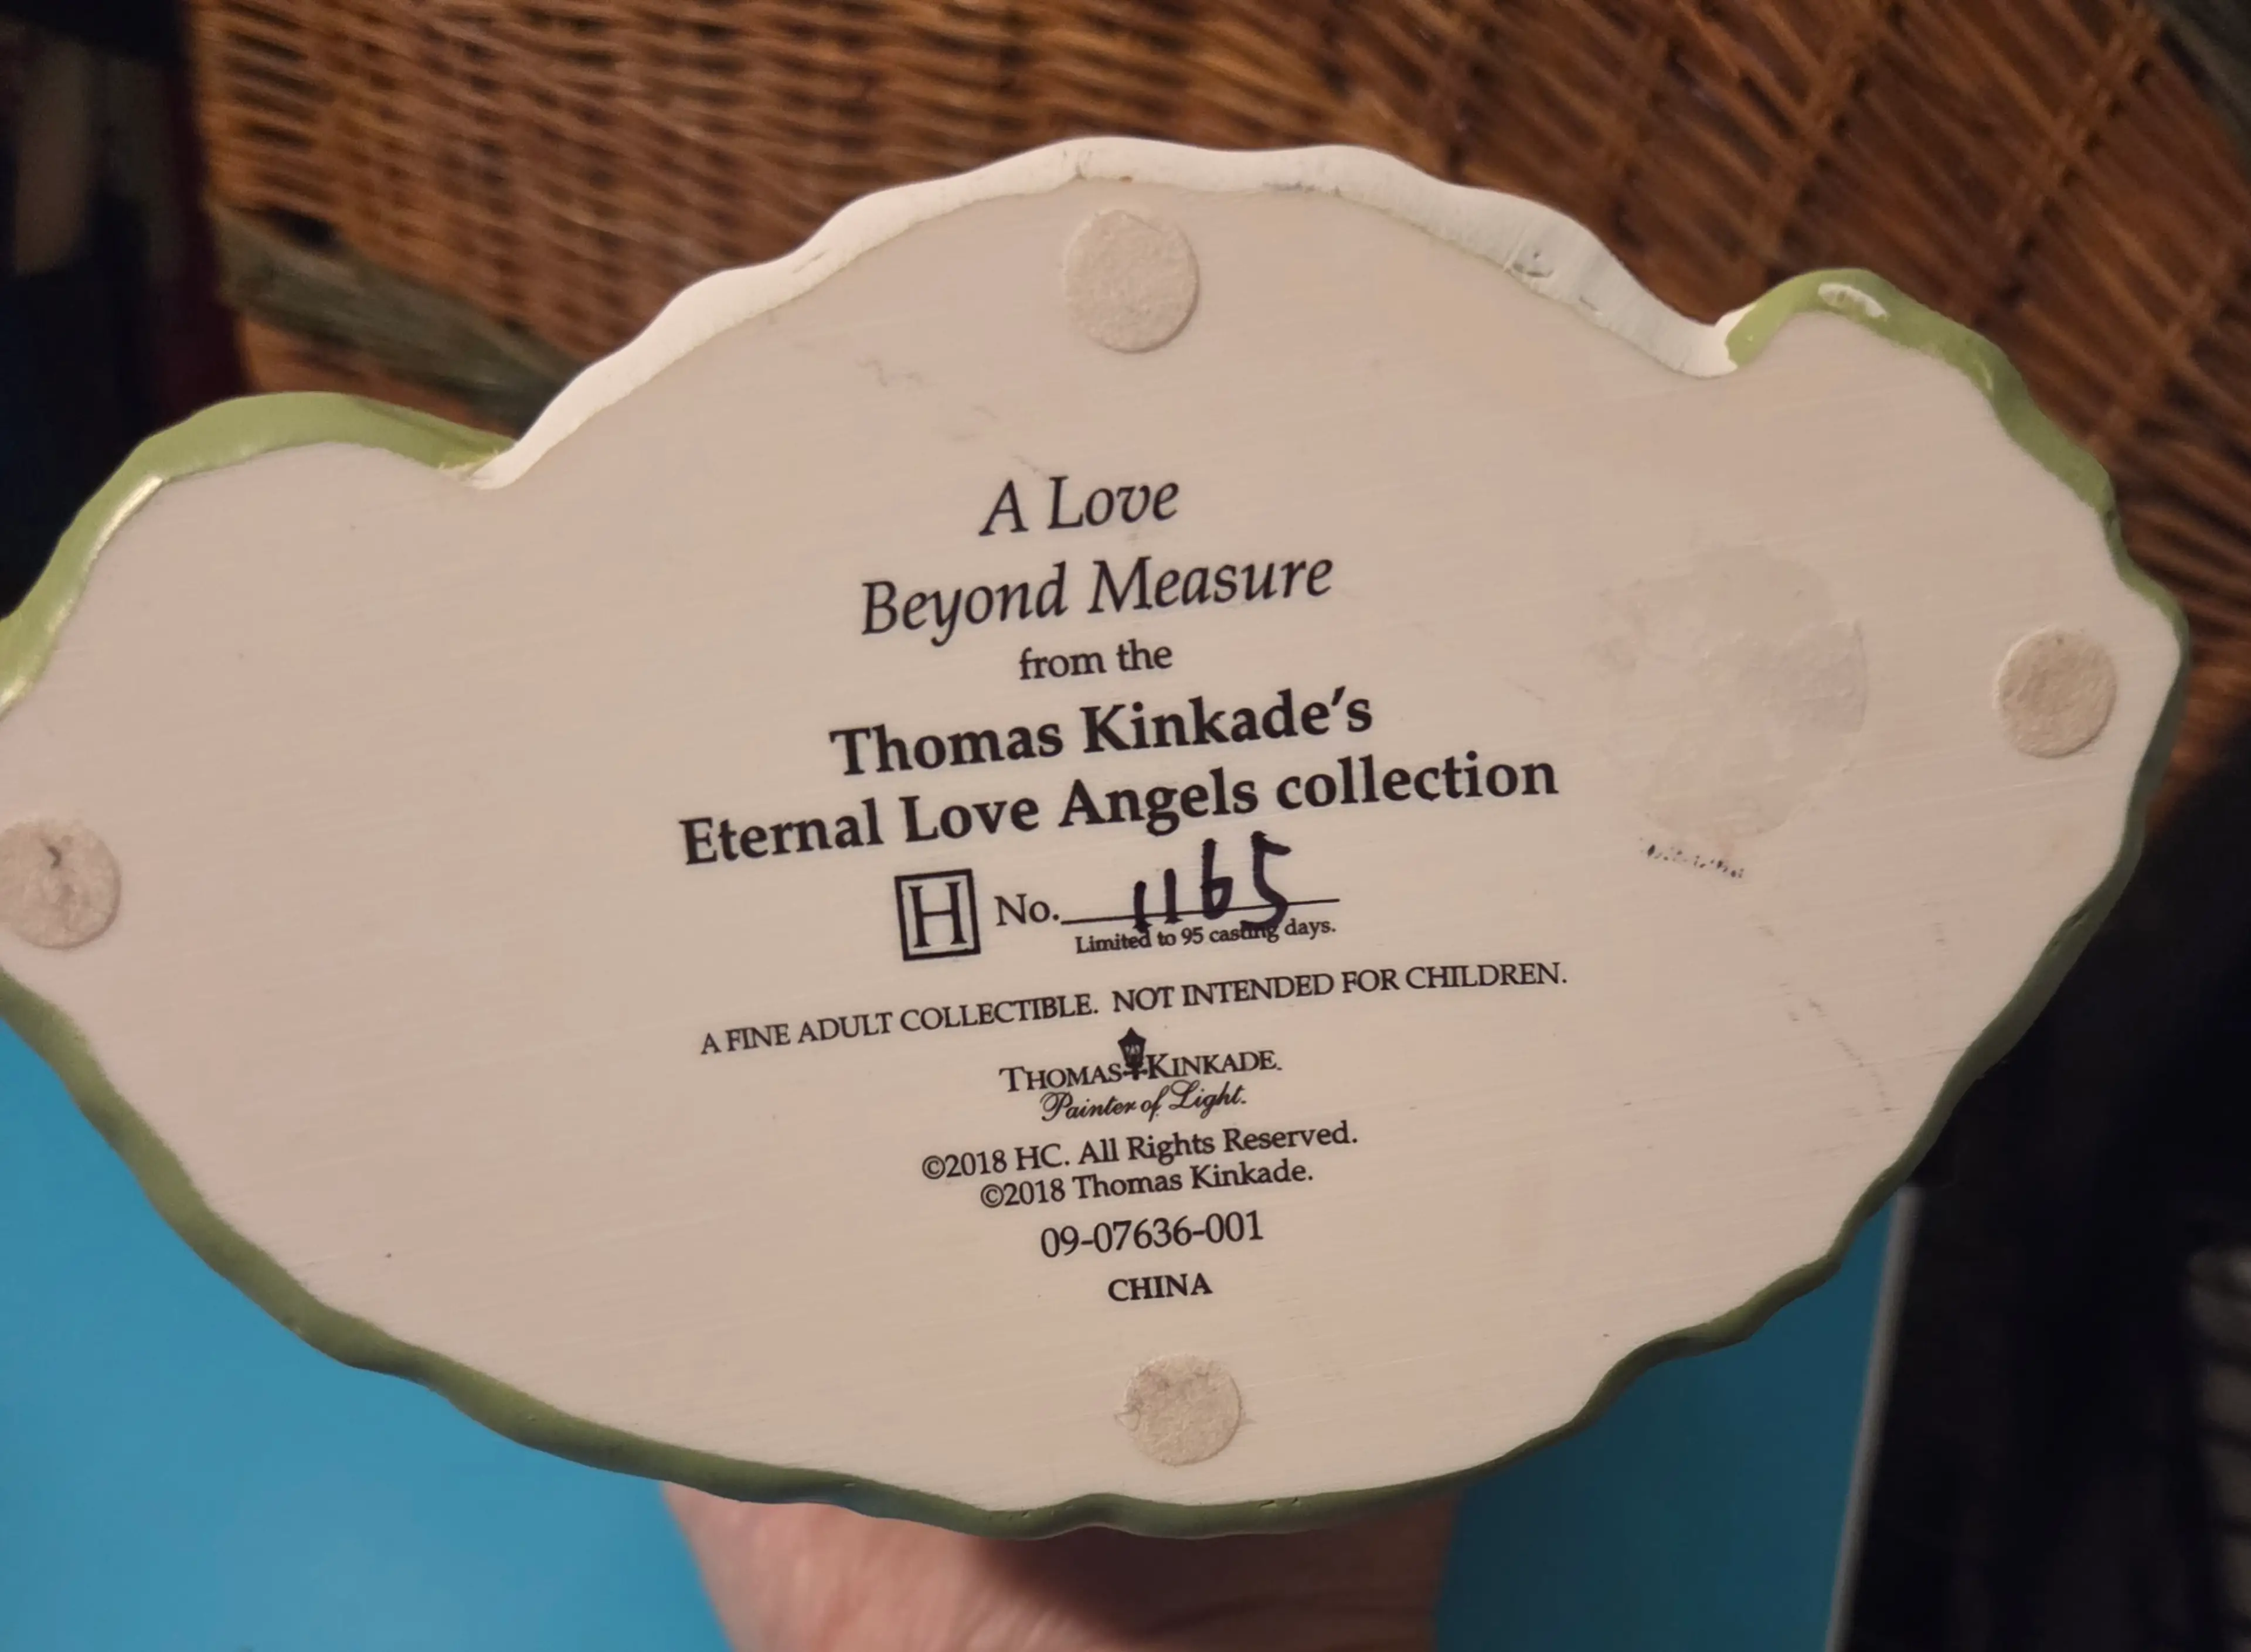 A Love
Beyond Measure
from the
Thomas Kinkade's
Eternal Love Angels collection
H No. 1165
Limited to 95 casting days.
A FINE ADULT COLLECTIBLE. NOT INTENDED FOR CHILDREN.
THOMAS KINKADE.
Painter of Light.
©2018 HC. All Rights Reserved.
©2018 Thomas Kinkade.
09-07636-001
CHINA